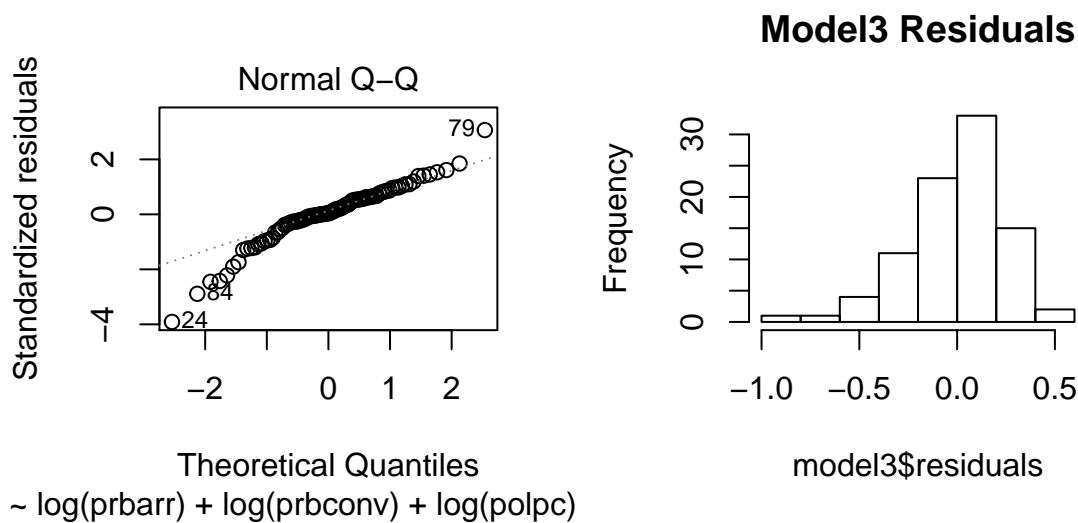 Normal Q−Q
Standardized residuals
2
0
−4
79
84
24
−2
0
1
2
Theoretical Quantiles
~ log(prbarr) + log(prbconv) + log(polpc)
Model3 Residuals
Frequency
30
20
10
0
−1.0
−0.5
0.0
0.5
model3$residuals